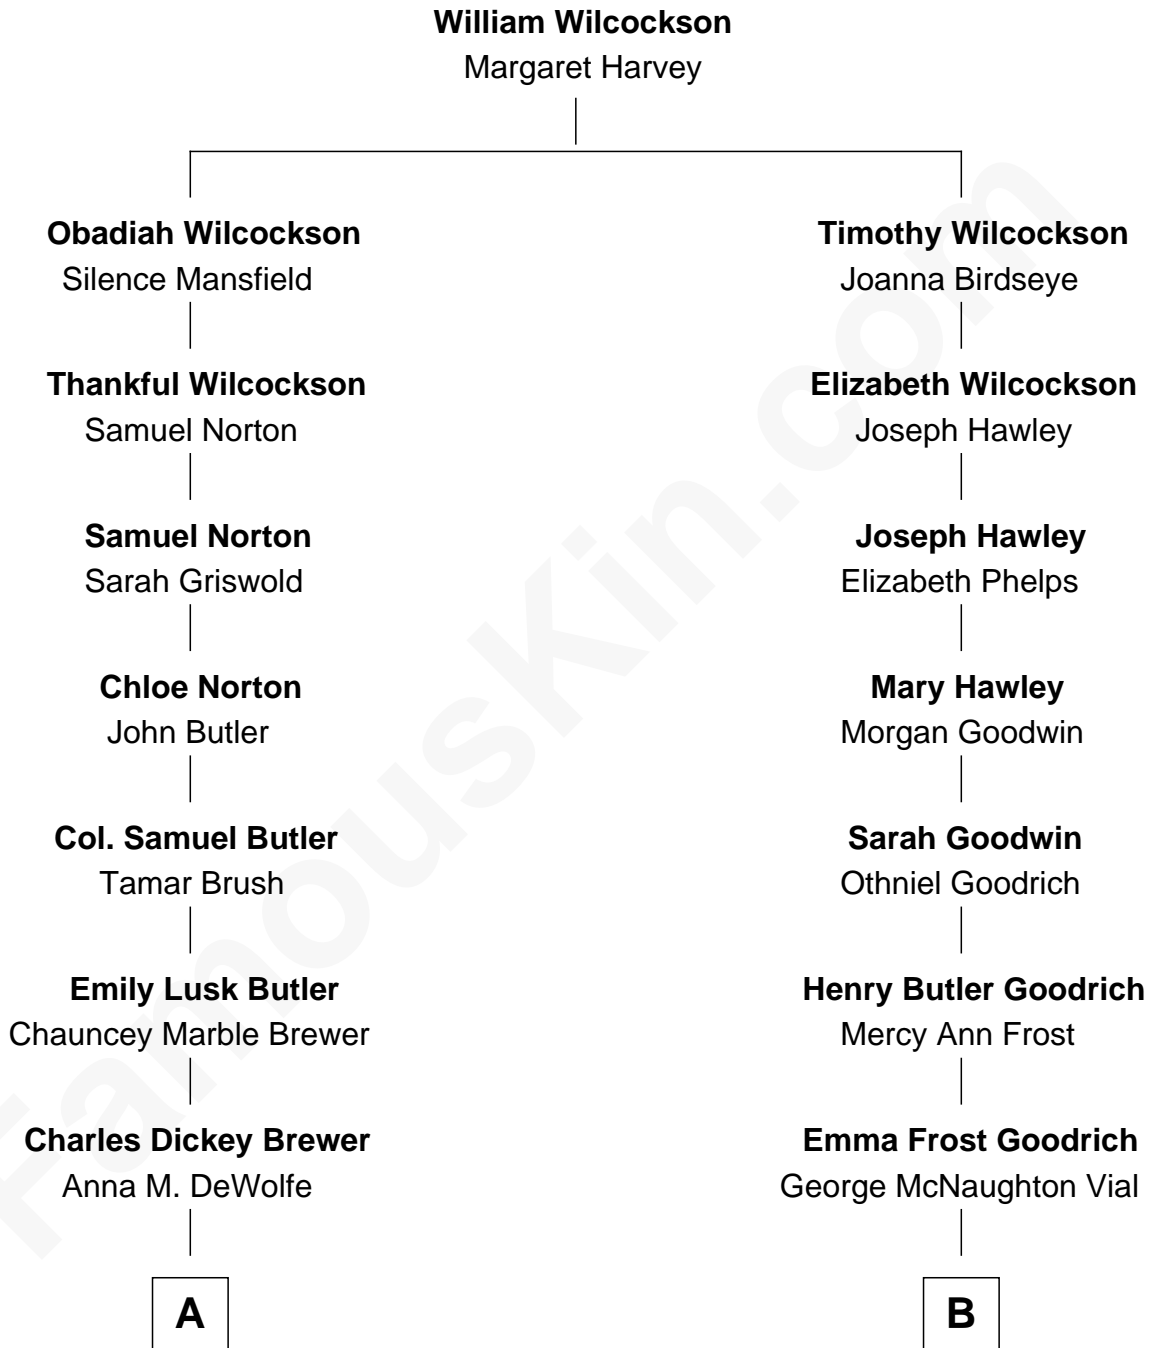 William Wilcockson
Margaret Harvey
Obadiah Wilcockson
Silence Mansfield
Timothy Wilcockson
Joanna Birdseye
Thankful Wilcockson
Samuel Norton
Elizabeth Wilcockson
Joseph Hawley
Samuel Norton
Sarah Griswold
Joseph Hawley
Elizabeth Phelps
Chloe Norton
John Butler
Mary Hawley
Morgan Goodwin
Col. Samuel Butler
Tamar Brush
Sarah Goodwin
Othniel Goodrich
Emily Lusk Butler
Chauncey Marble Brewer
Henry Butler Goodrich
Mercy Ann Frost
Charles Dickey Brewer
Anna M. DeWolfe
Emma Frost Goodrich
George McNaughton Vial
A
B
FamousKin.com